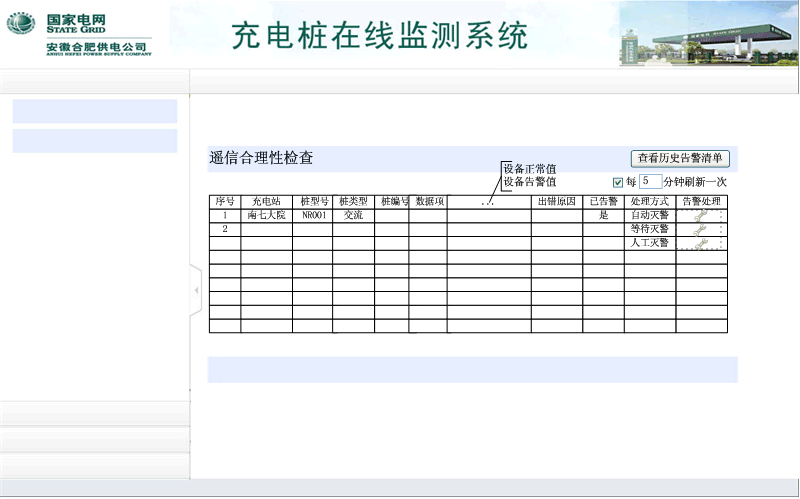 国家电网
STATE GRID
安徽合肥供电公司
ANHUI HEFEI POWER SUPPLY COMPANY
充电桩在线监测系统
国家电网 STATE GRID
遥信合理性检查
查看历史告警清单
设备正常值
设备告警值
每 5 分钟刷新一次
序号 充电站 桩型号 桩类型 桩编号 数据项 ... 出错原因 已告警 处理方式 告警处理
1 南七大院 NR001 交流 是 自动灭警
2 等待灭警
人工灭警